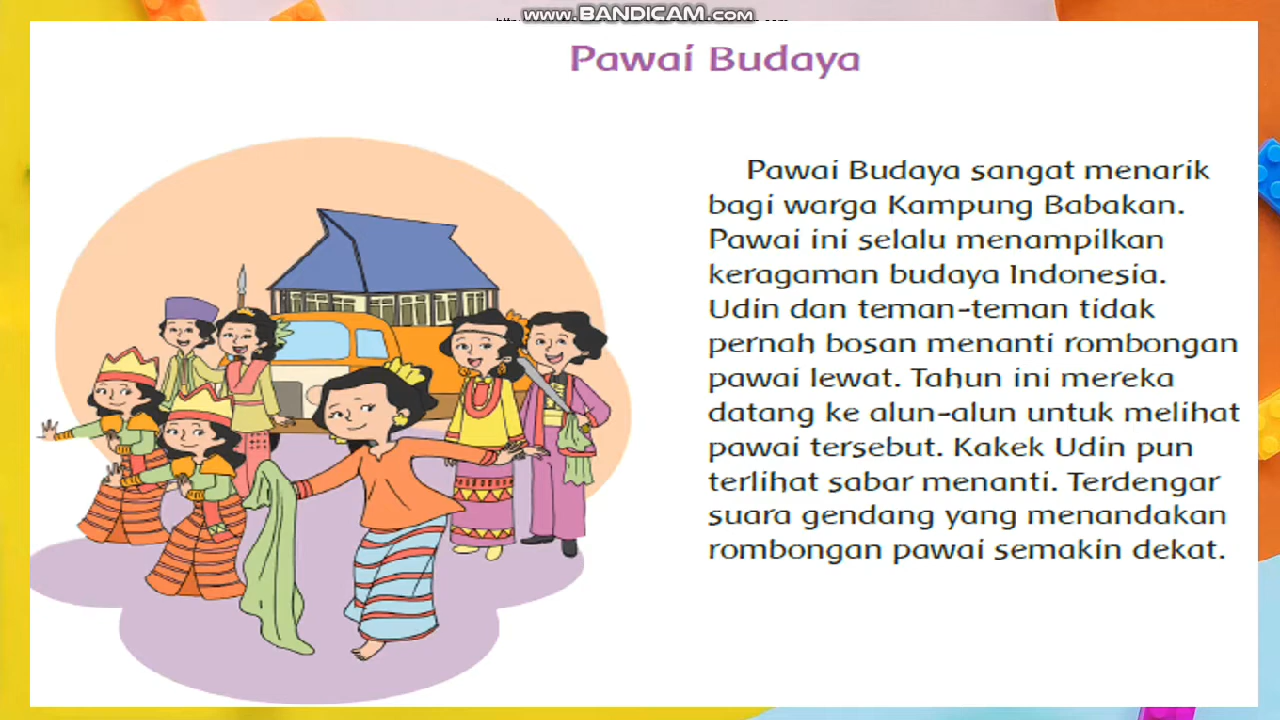 www.BANDICAM.com
Pawai Budaya
Pawai Budaya sangat menarik
bagi warga Kampung Babakan.
Pawai ini selalu menampilkan
keragaman budaya Indonesia.
Udin dan teman-teman tidak
pernah bosan menanti rombongan
pawai lewat. Tahun ini mereka
datang ke alun-alun untuk melihat
pawai tersebut. Kakek Udin pun
terlihat sabar menanti. Terdengar
suara gendang yang menandakan
rombongan pawai semakin dekat.